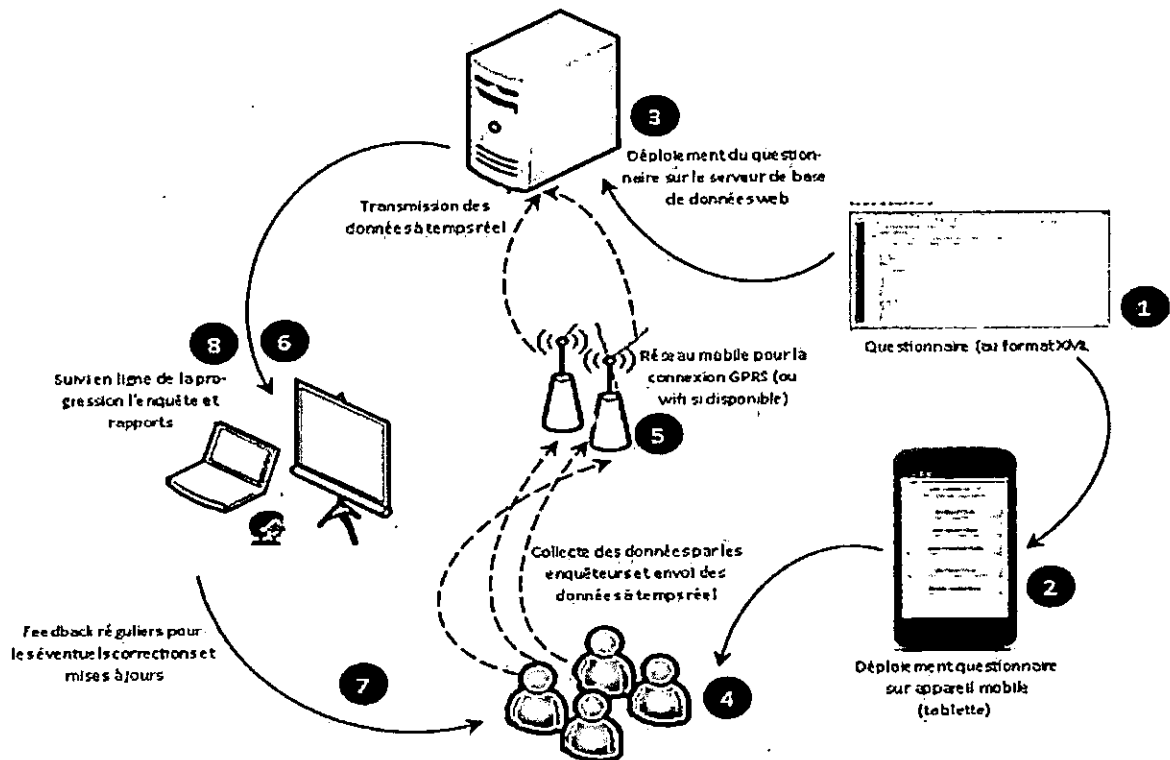 3
Déploiement du question-
naire sur le serveur de base
de données web
Transmission des
données à temps réel
1
Questionnaire (au format XML
8
6
Suivi en ligne de la pro-
gression l'enquête et
rapports
Réseau mobile pour la
connexion GPRS (ou
wifi si disponible)
5
2
Collecte des données par les
enquêteurs et envoi des
données à temps réel
Feedback réguliers pour
les éventuels corrections et
mises à jours
7
4
Déploiement questionnaire
sur appareil mobile
(tablette)